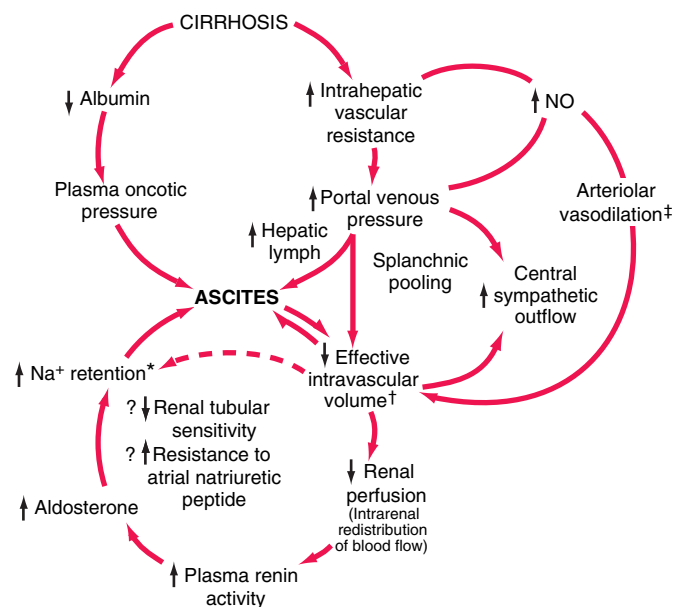 CIRRHOSIS
↓ Albumin
↑ Intrahepatic
vascular
resistance
↑ NO
Plasma oncotic
pressure
↑ Portal venous
pressure
Arteriolar
vasodilation‡
↑ Hepatic
lymph
Splanchnic
pooling
Central
↑ sympathetic
outflow
ASCITES
↓ Effective
intravascular
volume†
↑ Na+ retention*
? ↓ Renal tubular
sensitivity
? ↑ Resistance to
atrial natriuretic
peptide
↓ Renal
perfusion
(Intrarenal
redistribution
of blood flow)
↑ Aldosterone
↑ Plasma renin
activity